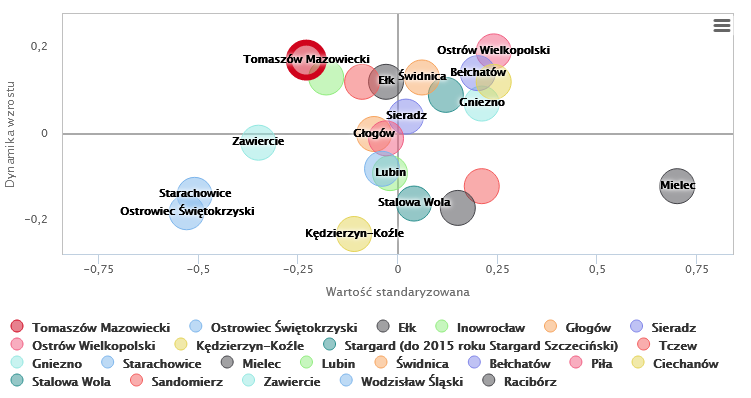 0,2
0
−0,2
Dynamika wzrostu
Tomaszów Mazowiecki
Ełk
Świdnica
Ostrów Wielkopolski
Bełchatów
Gniezno
Sieradz
Głogów
Zawiercie
Lubin
Starachowice
Ostrowiec Świętokrzyski
Stalowa Wola
Mielec
Kędzierzyn–Koźle
−0,75 −0,5 −0,25 0 0,25 0,5 0,75
Wartość standaryzowana
Tomaszów Mazowiecki Ostrowiec Świętokrzyski Ełk Inowrocław Głogów Sieradz
Ostrów Wielkopolski Kędzierzyn–Koźle Stargard (do 2015 roku Stargard Szczeciński) Tczew
Gniezno Starachowice Mielec Lubin Świdnica Bełchatów Piła Ciechanów
Stalowa Wola Sandomierz Zawiercie Wodzisław Śląski Racibórz